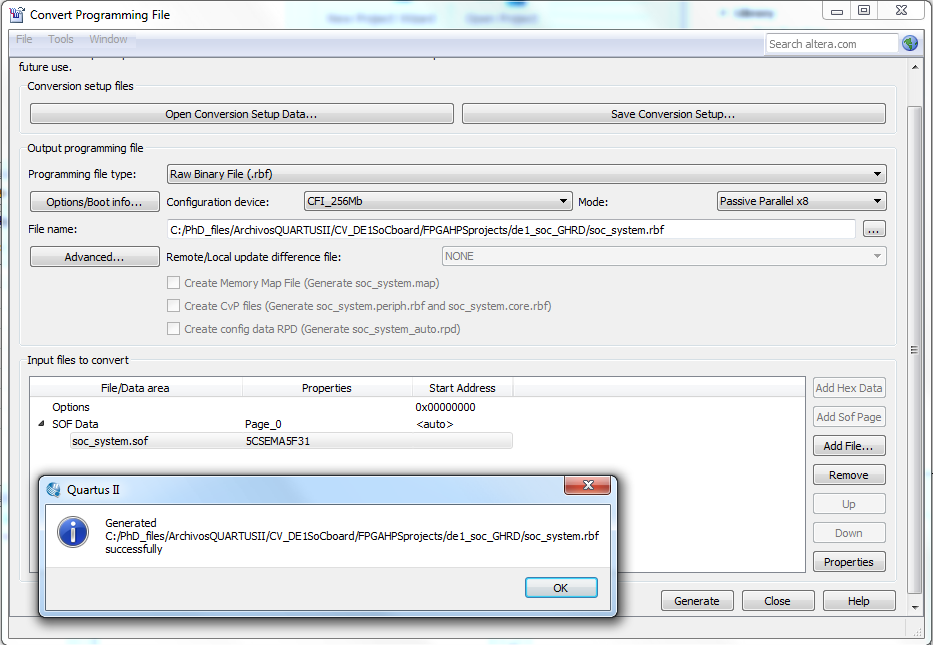 Convert Programming File
File Tools Window
Search altera.com
future use.
Conversion setup files
Open Conversion Setup Data...
Save Conversion Setup...
Output programming file
Programming file type:
Raw Binary File (.rbf)
Options/Boot info...
Configuration device:
CFI_256Mb
Mode:
Passive Parallel x8
File name:
C:/PhD_files/ArchivosQUARTUSII/CV_DE1SoCboard/FPGAHPSprojects/de1_soc_GHRD/soc_system.rbf
...
Advanced...
Remote/Local update difference file:
NONE
Create Memory Map File (Generate soc_system.map)
Create CvP files (Generate soc_system.periph.rbf and soc_system.core.rbf)
Create config data RPD (Generate soc_system_auto.rpd)
Input files to convert
File/Data area Properties Start Address
Options 0x00000000
SOF Data Page_0 <auto>
soc_system.sof 5CSEMA5F31
Add Hex Data
Add Sof Page
Add File...
Remove
Up
Down
Properties
Quartus II
Generated
C:/PhD_files/ArchivosQUARTUSII/CV_DE1SoCboard/FPGAHPSprojects/de1_soc_GHRD/soc_system.rbf
successfully
OK
Generate
Close
Help